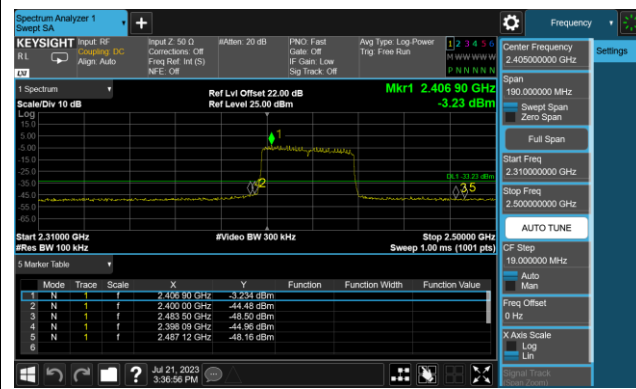 Spectrum Analyzer 1
Swept SA
+
Frequency
KEYSIGHT
RL
LXI
Input: RF
Coupling: DC
Align: Auto
Input Z: 50 Ω
Corrections: Off
Freq Ref: Int (S)
NFE: Off
#Atten: 20 dB
PNO: Fast
Gate: Off
IF Gain: Low
Sig Track: Off
Avg Type: Log-Power
Trig: Free Run
1 2 3 4 5 6
M W W W W W
P N N N N N
Center Frequency
2.405000000 GHz
Settings
Span
190.000000 MHz
Swept Span
Zero Span
Full Span
Start Freq
2.310000000 GHz
Stop Freq
2.500000000 GHz
AUTO TUNE
CF Step
19.000000 MHz
Auto
Man
Freq Offset
0 Hz
X Axis Scale
Log
Lin
Signal Track
(Span Zoom)
1 Spectrum
Scale/Div 10 dB
Log
Ref Lvl Offset 22.00 dB
Ref Level 25.00 dBm
Mkr1 2.406 90 GHz
-3.23 dBm
15.0
5.00
-5.00
-15.0
-25.0
-35.0
-45.0
-55.0
-65.0
1
2
3 5
DL1 -33.23 dBm
Start 2.31000 GHz
#Res BW 100 kHz
#Video BW 300 kHz
Stop 2.50000 GHz
Sweep 1.00 ms (1001 pts)
5 Marker Table
Mode Trace Scale X Y Function Function Width Function Value
1 N 1 f 2.406 90 GHz -3.234 dBm
2 N 1 f 2.400 00 GHz -44.48 dBm
3 N 1 f 2.483 50 GHz -48.50 dBm
4 N 1 f 2.398 09 GHz -44.96 dBm
5 N 1 f 2.487 12 GHz -48.16 dBm
6
?
Jul 21, 2023
3:36:56 PM